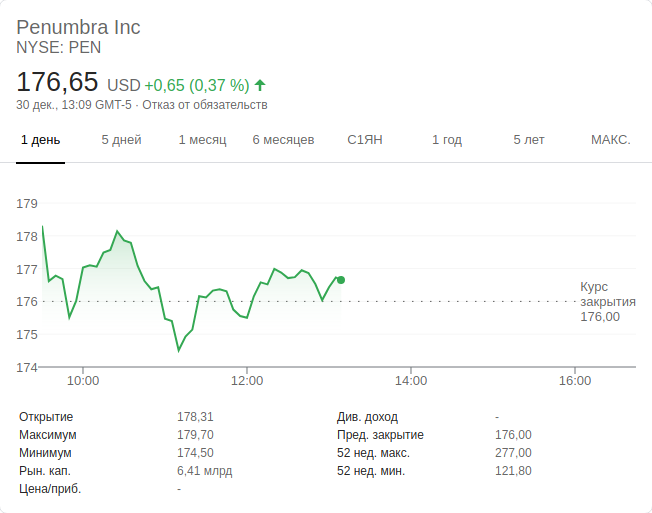 Penumbra Inc
NYSE: PEN
176,65 USD +0,65 (0,37 %)
30 дек., 13:09 GMT-5 · Отказ от обязательств
1 день 5 дней 1 месяц 6 месяцев С1ЯН 1 год 5 лет МАКС.
179
178
177
176
175
174
Курс
закрытия
176,00
10:00 12:00 14:00 16:00
Открытие 178,31 Див. доход -
Максимум 179,70 Пред. закрытие 176,00
Минимум 174,50 52 нед. макс. 277,00
Рын. кап. 6,41 млрд 52 нед. мин. 121,80
Цена/приб. -